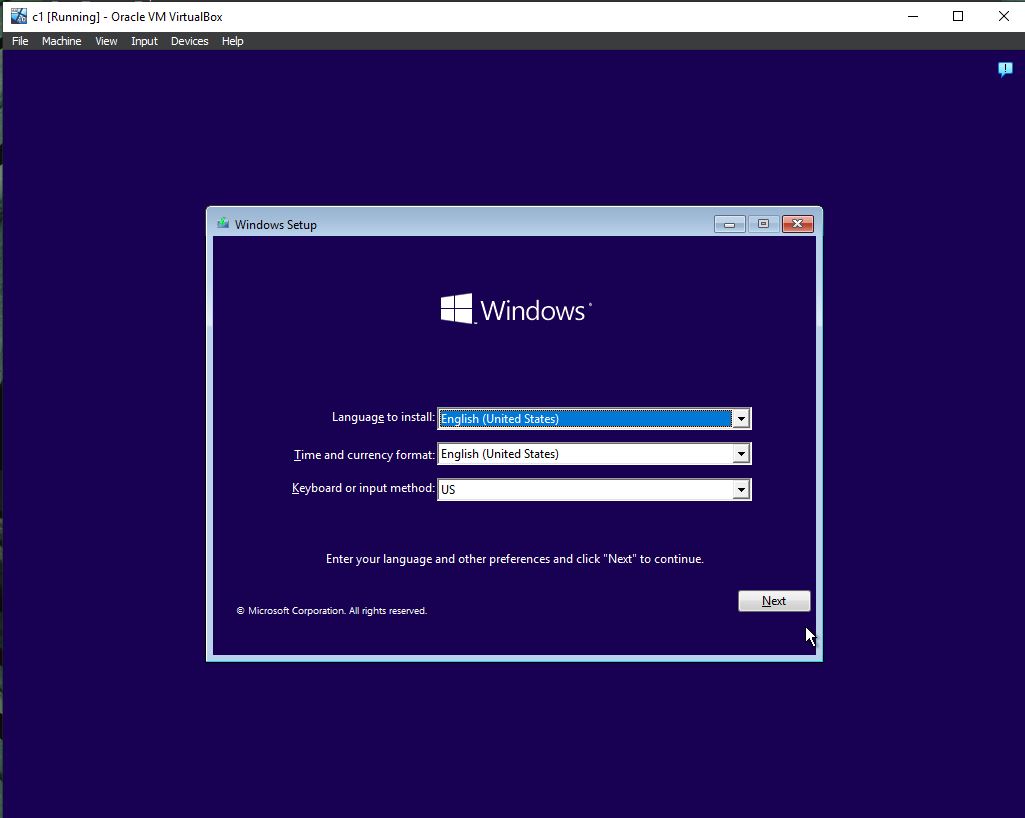 c1 [Running] - Oracle VM VirtualBox
File Machine View Input Devices Help
Windows Setup
Windows
Language to install: English (United States)
Time and currency format: English (United States)
Keyboard or input method: US
Enter your language and other preferences and click "Next" to continue.
Next
© Microsoft Corporation. All rights reserved.